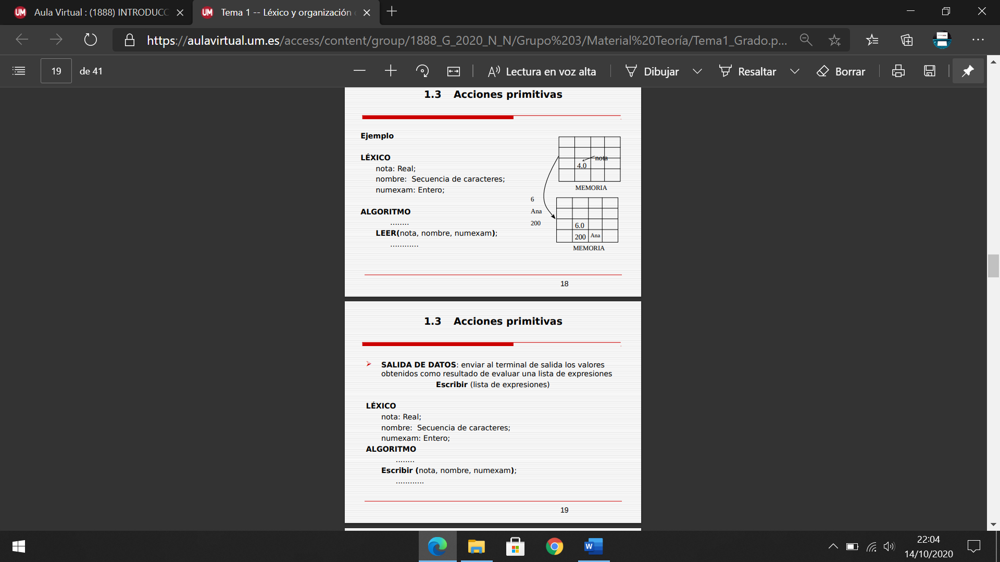 UM Aula Virtual : (1888) INTRODUCC
UM Tema 1 -- Léxico y organización
https://aulavirtual.um.es/access/content/group/1888_G_2020_N_N/Grupo%203/Material%20Teoría/Tema1_Grado.p...
19 de 41
Lectura en voz alta
Dibujar
Resaltar
Borrar
1.3 Acciones primitivas
Ejemplo
LÉXICO
nota: Real;
nombre: Secuencia de caracteres;
numexam: Entero;
ALGORITMO
........
LEER(nota, nombre, numexam);
............
nota
4.0
MEMORIA
6
Ana
200
6.0
200 Ana
MEMORIA
18
1.3 Acciones primitivas
➢ SALIDA DE DATOS: enviar al terminal de salida los valores
obtenidos como resultado de evaluar una lista de expresiones
Escribir (lista de expresiones)
LÉXICO
nota: Real;
nombre: Secuencia de caracteres;
numexam: Entero;
ALGORITMO
........
Escribir (nota, nombre, numexam);
............
19
W
22:04
14/10/2020